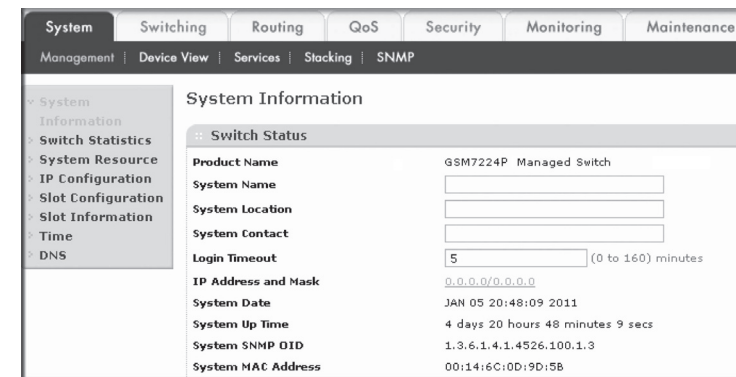 System Switching Routing QoS Security Monitoring Maintenance
Management | Device View | Services | Stacking | SNMP
System Information
Switch Statistics
System Resource
IP Configuration
Slot Configuration
Slot Information
Time
DNS
System Information
Switch Status
Product Name GSM7224P Managed Switch
System Name
System Location
System Contact
Login Timeout 5 (0 to 160) minutes
IP Address and Mask 0.0.0.0/0.0.0.0
System Date JAN 05 20:48:09 2011
System Up Time 4 days 20 hours 48 minutes 9 secs
System SNMP OID 1.3.6.1.4.1.4526.100.1.3
System MAC Address 00:14:6C:0D:9D:5B